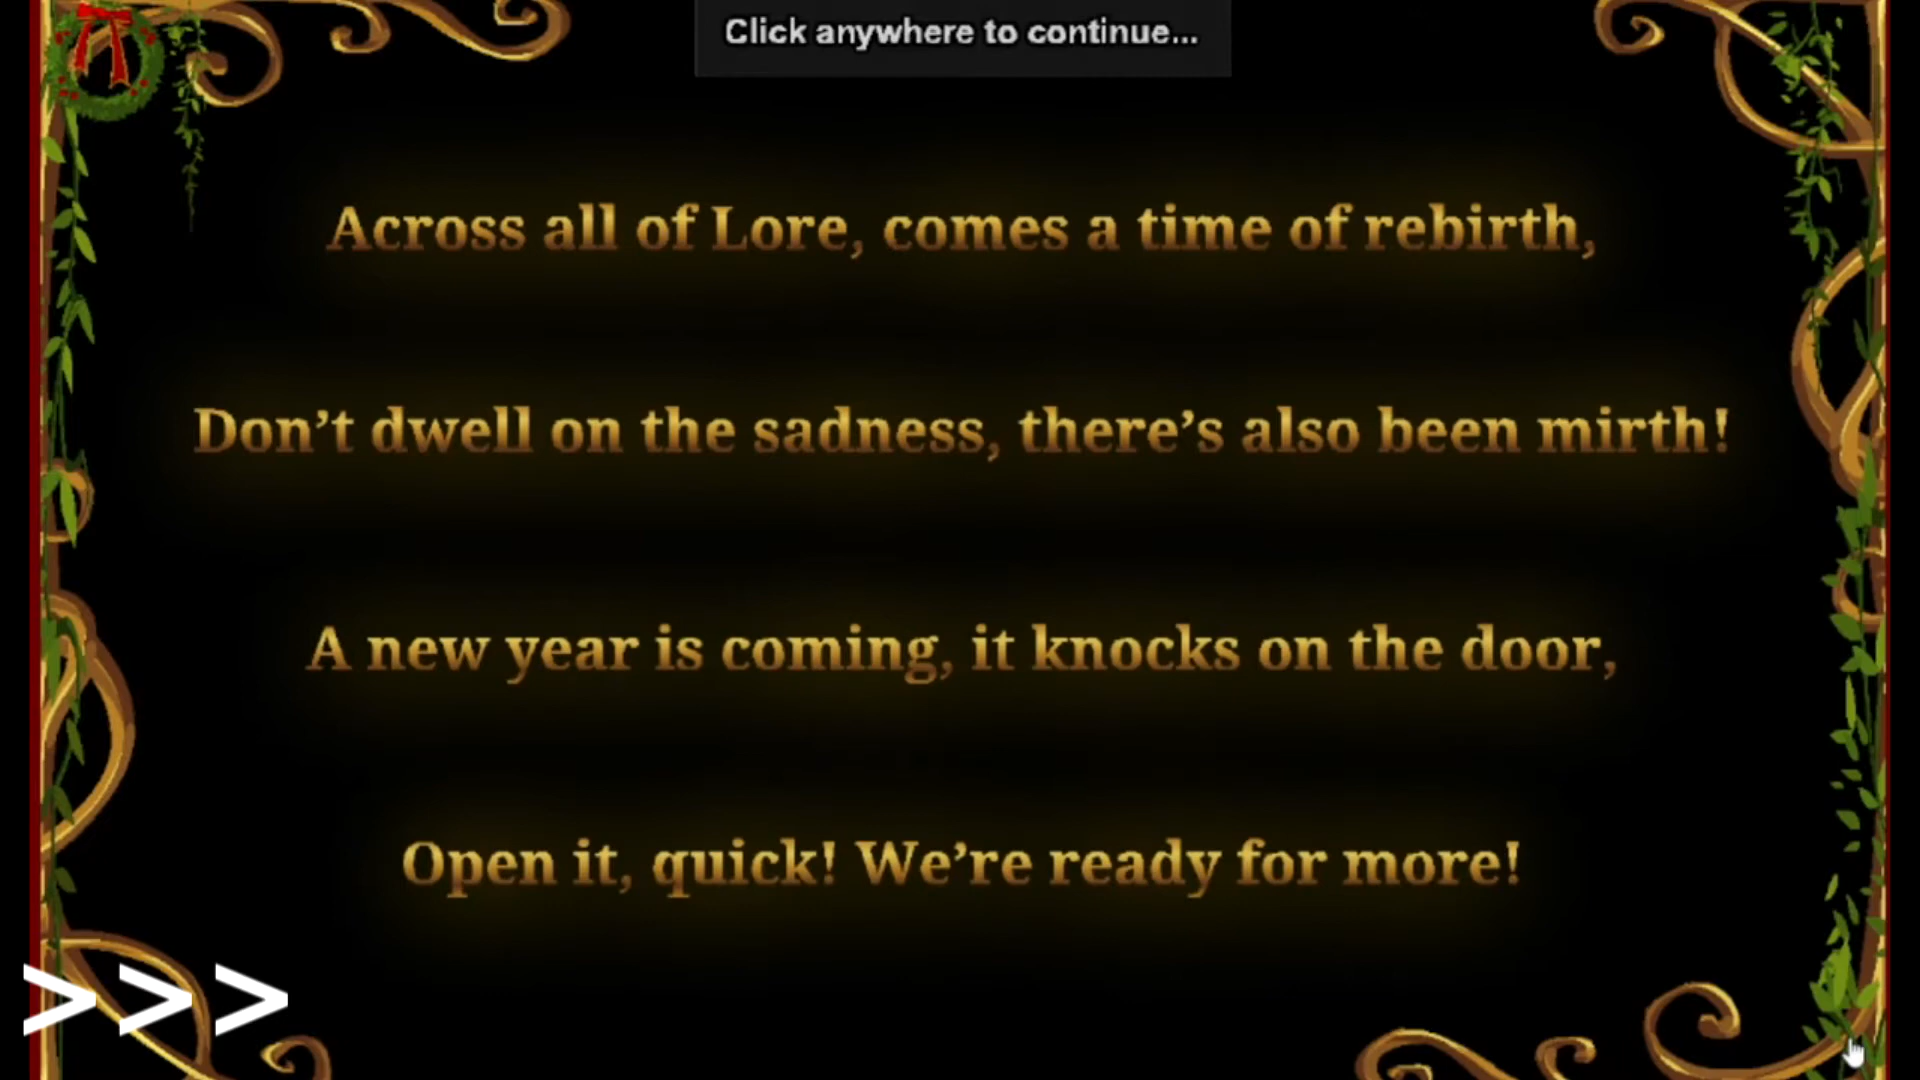 Click anywhere to continue...
Across all of Lore, comes a time of rebirth,
Don’t dwell on the sadness, there’s also been mirth!
A new year is coming, it knocks on the door,
Open it, quick! We’re ready for more!
>>>